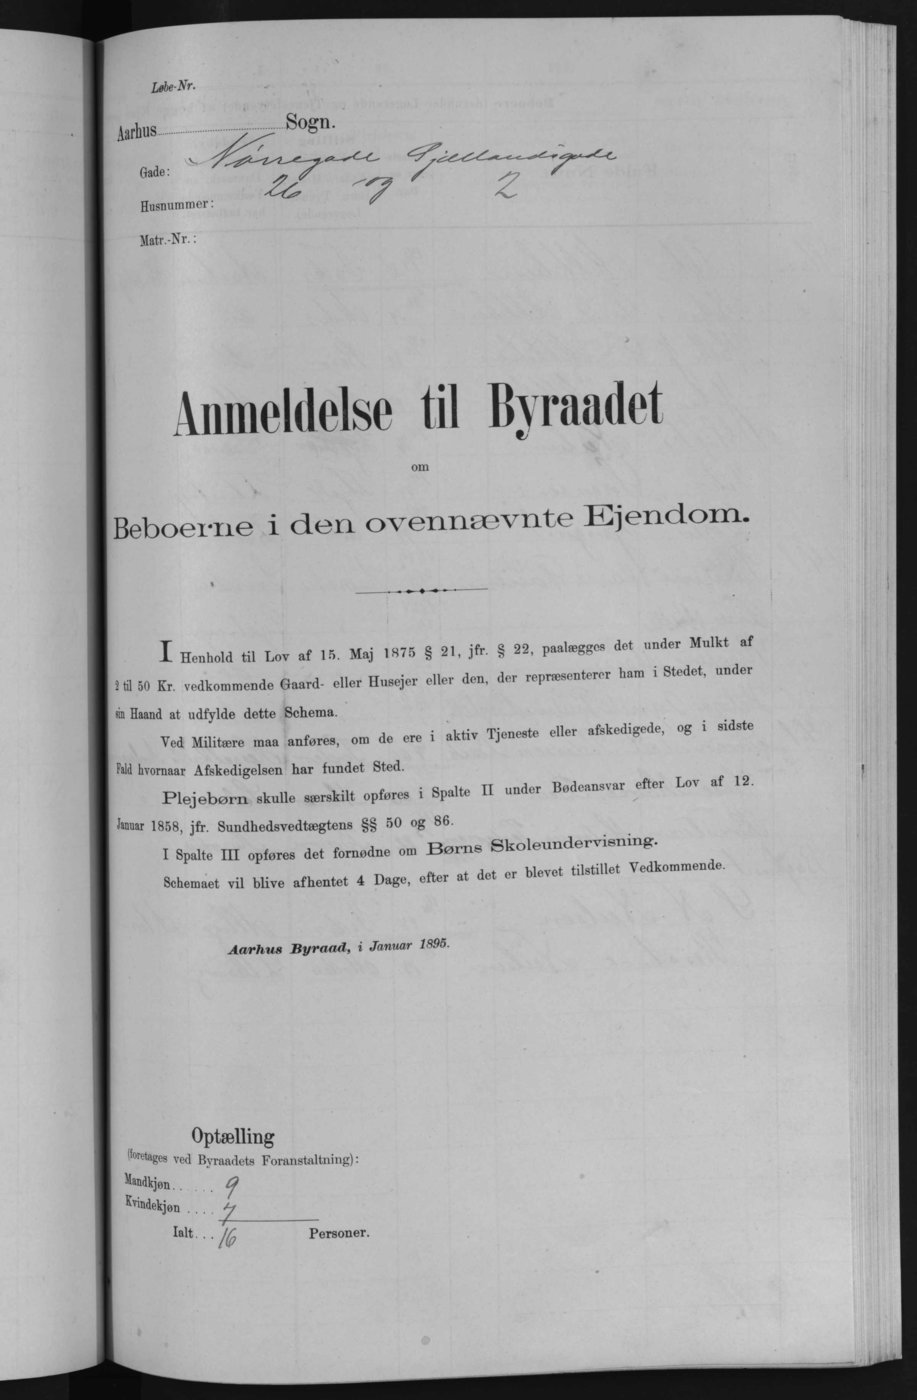 Løbe-Nr.
Aarhus Sogn.
Gade: Nørregade Sjællandsgade
Husnummer: 26 og 2
Matr.-Nr.:
Anmeldelse til Byraadet
om
Beboerne i den ovennævnte Ejendom.
I Henhold til Lov af 15. Maj 1875 § 21, jfr. § 22, paalægges det under Mulkt af
2 til 50 Kr. vedkommende Gaard- eller Husejer eller den, der repræsenterer ham i Stedet, under
sin Haand at udfylde dette Schema.
Ved Militære maa anføres, om de ere i aktiv Tjeneste eller afskedigede, og i sidste
Fald hvornaar Afskedigelsen har fundet Sted.
Plejebørn skulle særskilt opføres i Spalte II under Bødeansvar efter Lov af 12.
Januar 1858, jfr. Sundhedsvedtægtens §§ 50 og 86.
I Spalte III opføres det fornødne om Børns Skoleundervisning.
Schemaet vil blive afhentet 4 Dage, efter at det er blevet tilstillet Vedkommende.
Aarhus Byraad, i Januar 1895.
Optælling
(foretages ved Byraadets Foranstaltning):
Mandkjøn...... 9
Kvindekjøn .... 7
Ialt... 16 Personer.